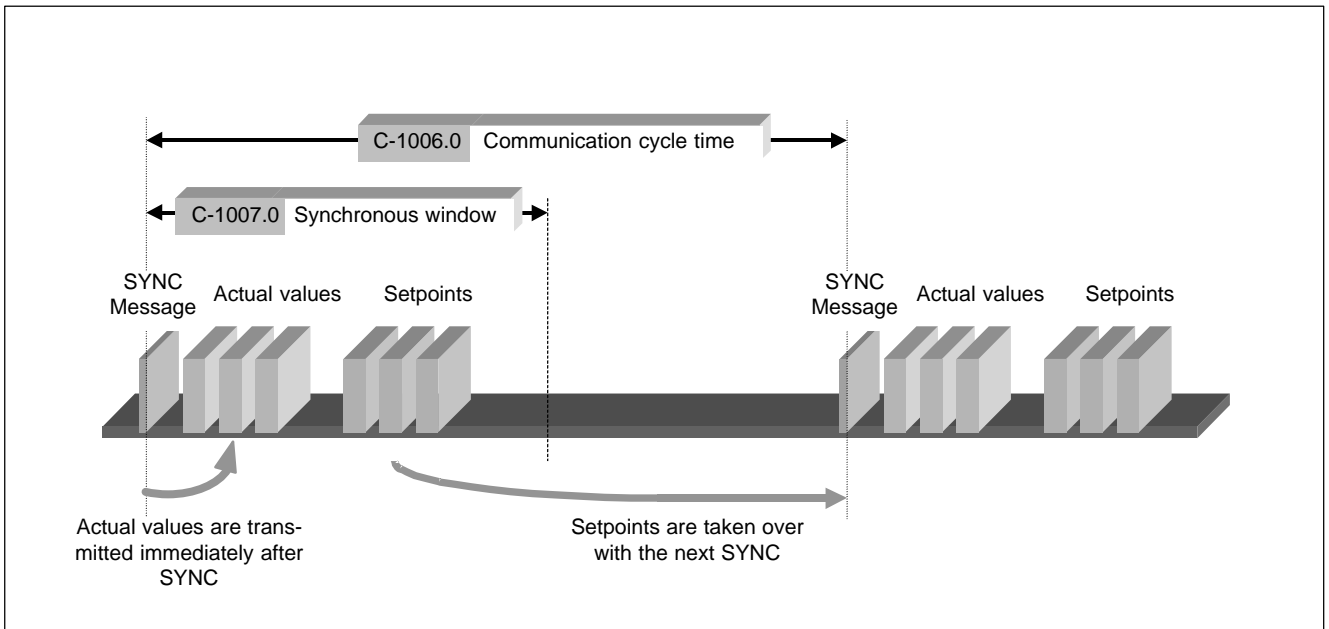 C-1006.0 Communication cycle time
C-1007.0 Synchronous window
SYNC
Message
Actual values
Setpoints
SYNC
Message
Actual values
Setpoints
Actual values are trans-
mitted immediately after
SYNC
Setpoints are taken over
with the next SYNC